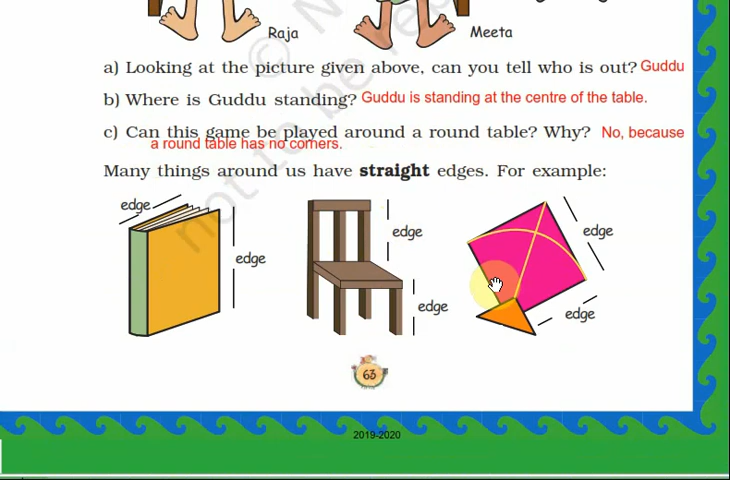 Raja
Meeta
a) Looking at the picture given above, can you tell who is out? Guddu
b) Where is Guddu standing? Guddu is standing at the centre of the table.
c) Can this game be played around a round table? Why? No, because
a round table has no corners.
Many things around us have straight edges. For example:
edge
edge
edge
edge
edge
edge
63
2019-2020